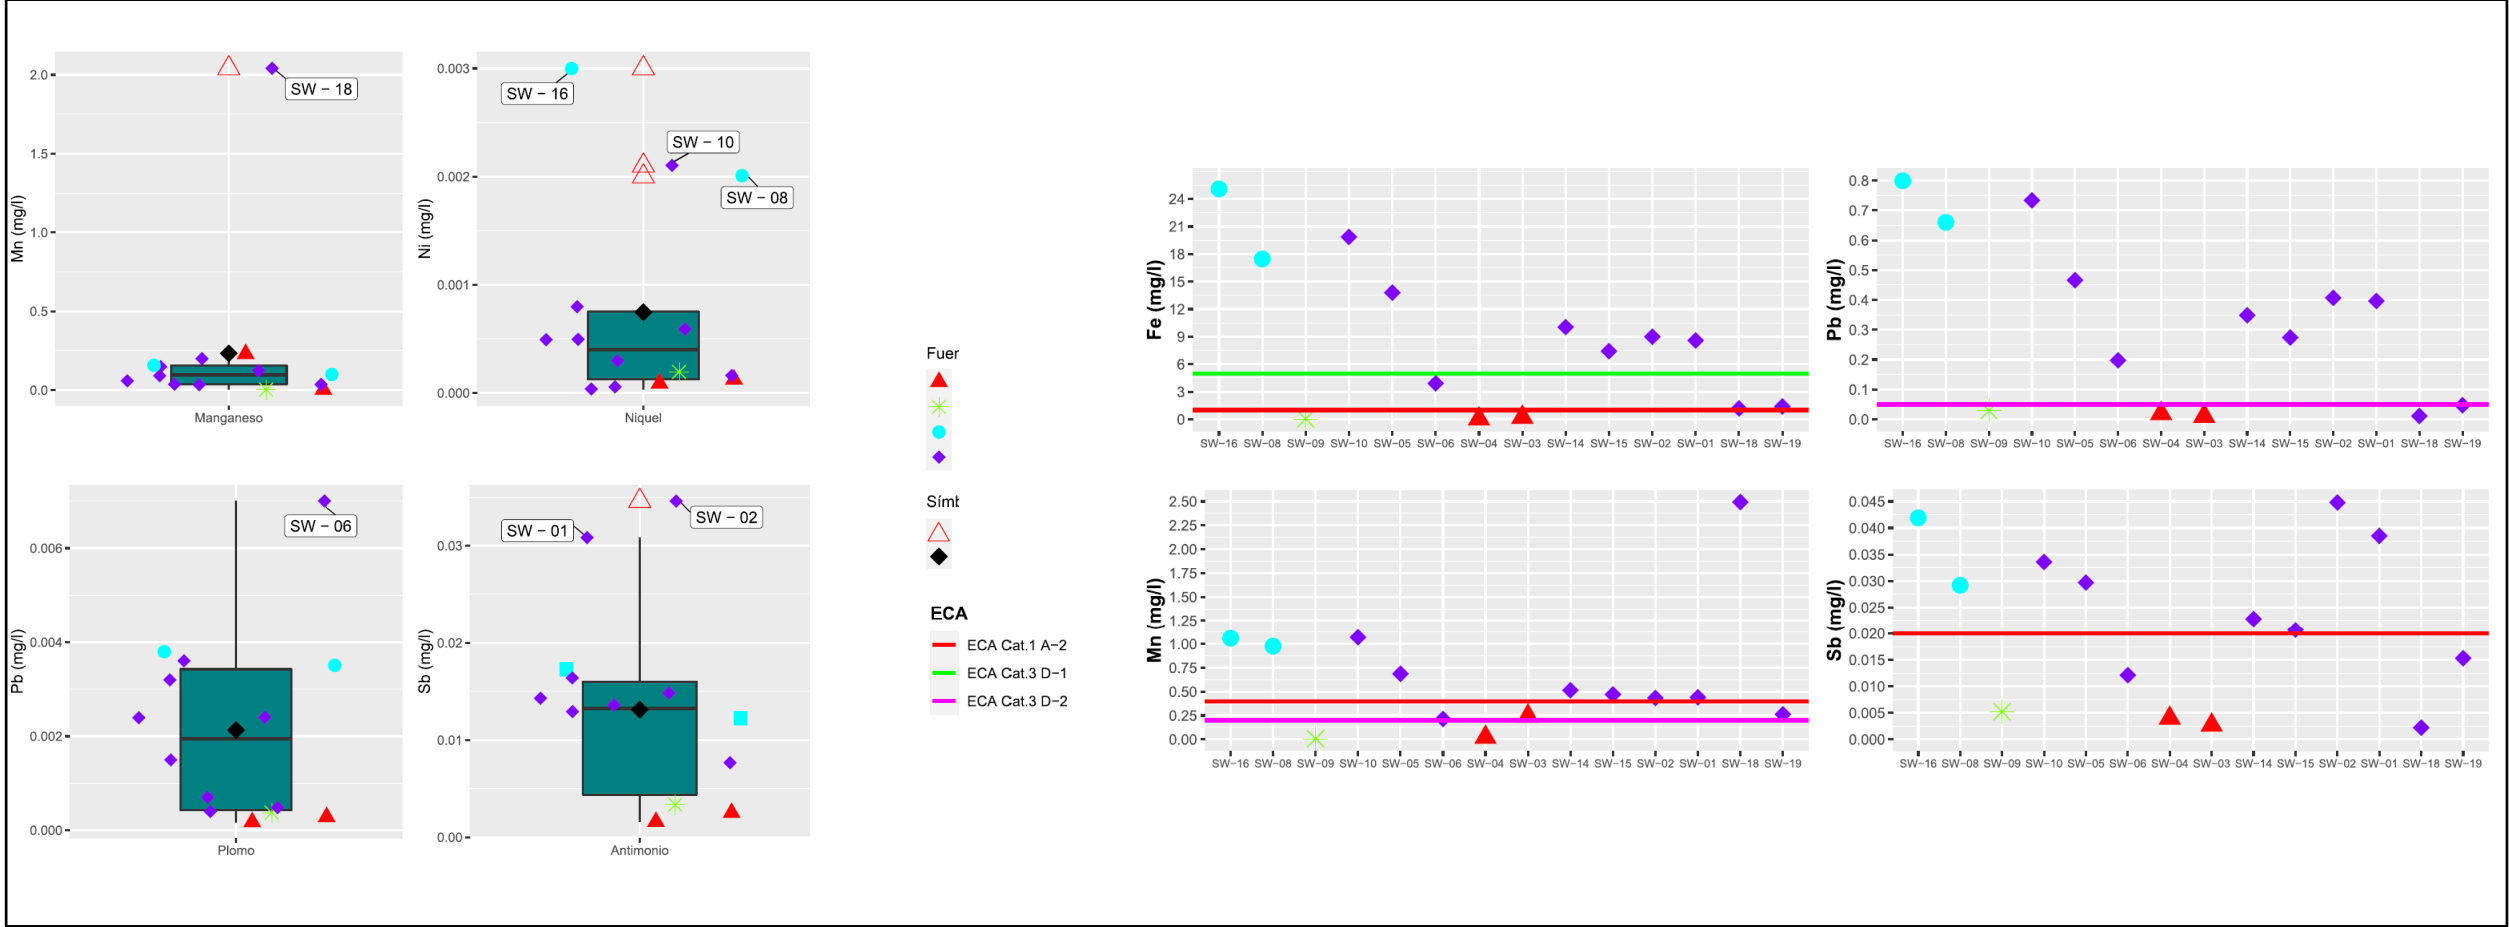 Mn (mg/l)
2.0
1.5
1.0
0.5
0.0
SW − 18
Manganeso
Ni (mg/l)
0.003
0.002
0.001
0.000
SW − 16
SW − 10
SW − 08
Niquel
Pb (mg/l)
0.006
0.004
0.002
0.000
SW − 06
Plomo
Sb (mg/l)
0.03
0.02
0.01
0.00
SW − 01
SW − 02
Antimonio
Fuer
Símb
ECA
ECA Cat.1 A−2
ECA Cat.3 D−1
ECA Cat.3 D−2
Fe (mg/l)
24
21
18
15
12
9
6
3
0
SW−16 SW−08 SW−09 SW−10 SW−05 SW−06 SW−04 SW−03 SW−14 SW−15 SW−02 SW−01 SW−18 SW−19
Pb (mg/l)
0.8
0.7
0.6
0.5
0.4
0.3
0.2
0.1
0.0
SW−16 SW−08 SW−09 SW−10 SW−05 SW−06 SW−04 SW−03 SW−14 SW−15 SW−02 SW−01 SW−18 SW−19
Mn (mg/l)
2.50
2.25
2.00
1.75
1.50
1.25
1.00
0.75
0.50
0.25
0.00
SW−16 SW−08 SW−09 SW−10 SW−05 SW−06 SW−04 SW−03 SW−14 SW−15 SW−02 SW−01 SW−18 SW−19
Sb (mg/l)
0.045
0.040
0.035
0.030
0.025
0.020
0.015
0.010
0.005
0.000
SW−16 SW−08 SW−09 SW−10 SW−05 SW−06 SW−04 SW−03 SW−14 SW−15 SW−02 SW−01 SW−18 SW−19